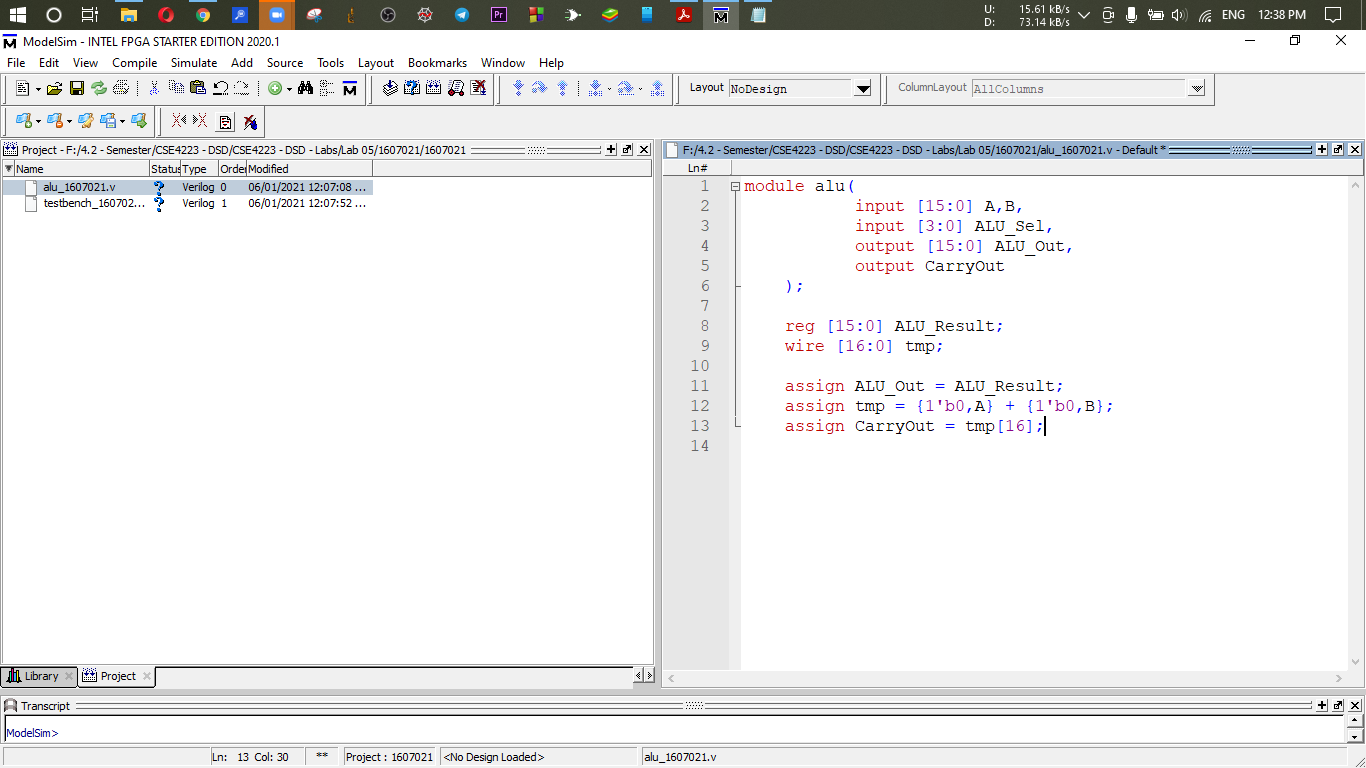 U: 15.61 kB/s
D: 73.14 kB/s
ENG 12:38 PM
ModelSim - INTEL FPGA STARTER EDITION 2020.1
File Edit View Compile Simulate Add Source Tools Layout Bookmarks Window Help
Layout NoDesign
ColumnLayout AllColumns
Project - F:/4.2 - Semester/CSE4223 - DSD/CSE4223 - DSD - Labs/Lab 05/1607021/1607021
Name Status Type Order Modified
alu_1607021.v ? Verilog 0 06/01/2021 12:07:08 ...
testbench_160702... ? Verilog 1 06/01/2021 12:07:52 ...
Library Project
F:/4.2 - Semester/CSE4223 - DSD/CSE4223 - DSD - Labs/Lab 05/1607021/alu_1607021.v - Default *
Ln#
1 module alu(
2 input [15:0] A,B,
3 input [3:0] ALU_Sel,
4 output [15:0] ALU_Out,
5 output CarryOut
6 );
7
8 reg [15:0] ALU_Result;
9 wire [16:0] tmp;
10
11 assign ALU_Out = ALU_Result;
12 assign tmp = {1'b0,A} + {1'b0,B};
13 assign CarryOut = tmp[16];
14
Transcript
ModelSim>
Ln: 13 Col: 30 ** Project : 1607021 <No Design Loaded> alu_1607021.v